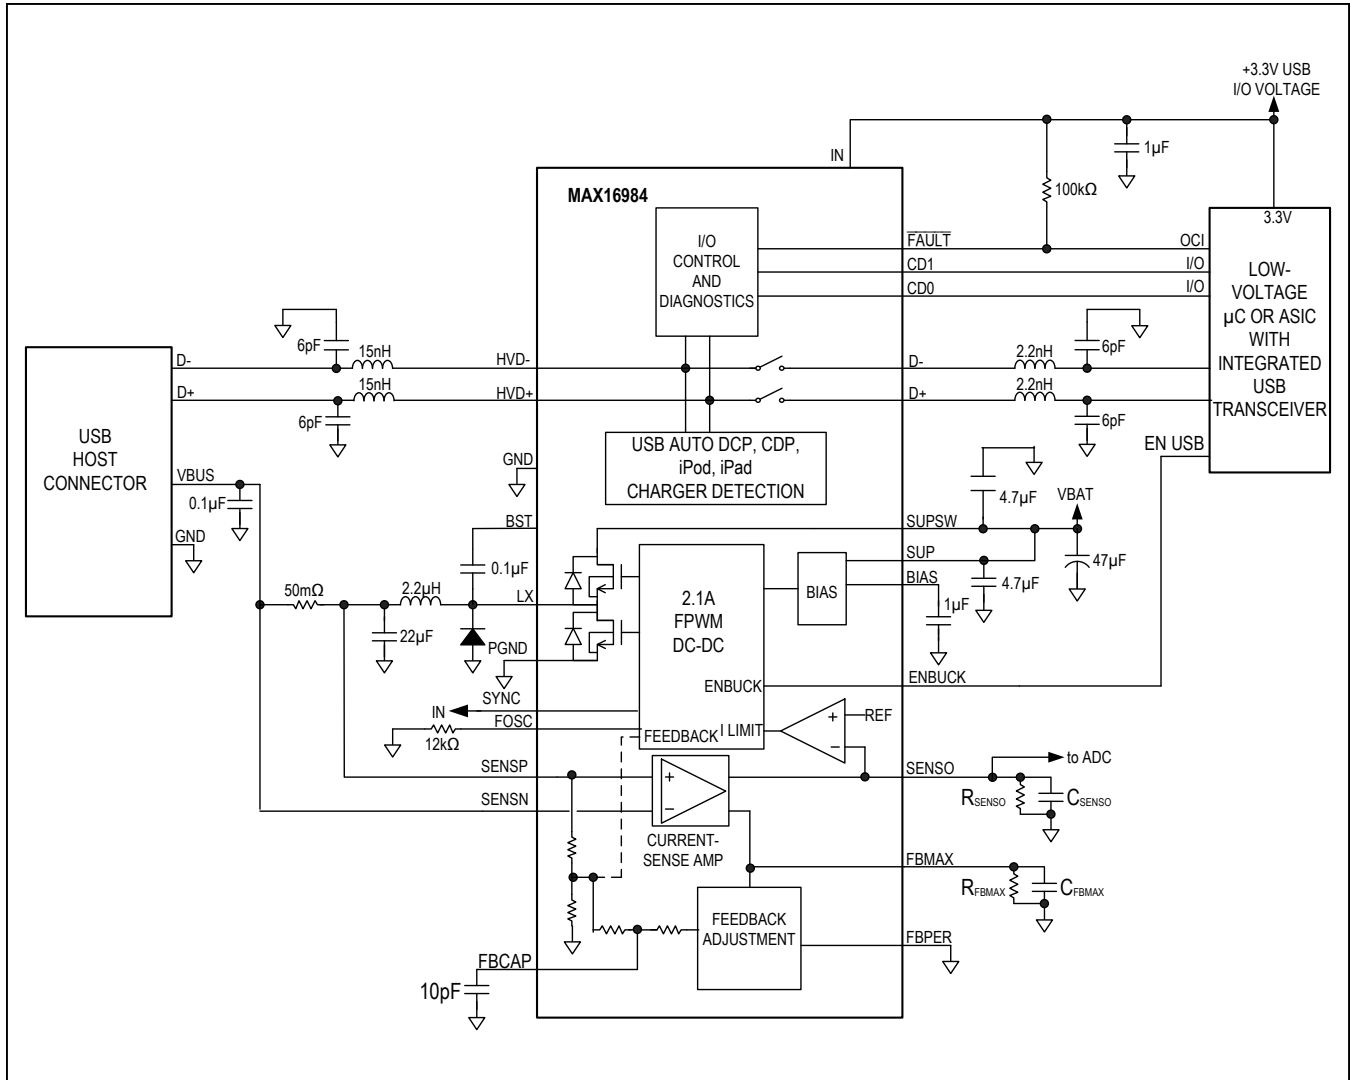 +3.3V USB
I/O VOLTAGE
IN
1µF
MAX16984
100kΩ
3.3V
I/O
CONTROL
AND
DIAGNOSTICS
FAULT
OCI
CD1
I/O
CD0
I/O
LOW-
VOLTAGE
µC OR ASIC
WITH
INTEGRATED
USB
TRANSCEIVER
6pF
15nH
D-
HVD-
D-
2.2nH
6pF
15nH
D+
HVD+
D+
2.2nH
6pF
6pF
USB
HOST
CONNECTOR
USB AUTO DCP, CDP,
iPod, iPad
CHARGER DETECTION
EN USB
GND
VBUS
0.1µF
4.7µF
VBAT
BST
SUPSW
GND
SUP
47µF
0.1µF
BIAS
4.7µF
BIAS
50mΩ
2.2µH
LX
2.1A
FPWM
DC-DC
1µF
22µF
PGND
ENBUCK
ENBUCK
SYNC
IN
FOSC
12kΩ
FEEDBACK
I LIMIT
+
−
REF
SENSP
+
−
SENSO
to ADC
RSENSO
CSENSO
SENSN
CURRENT-
SENSE AMP
FBMAX
RFBMAX
CFBMAX
FEEDBACK
ADJUSTMENT
FBPER
FBCAP
10pF